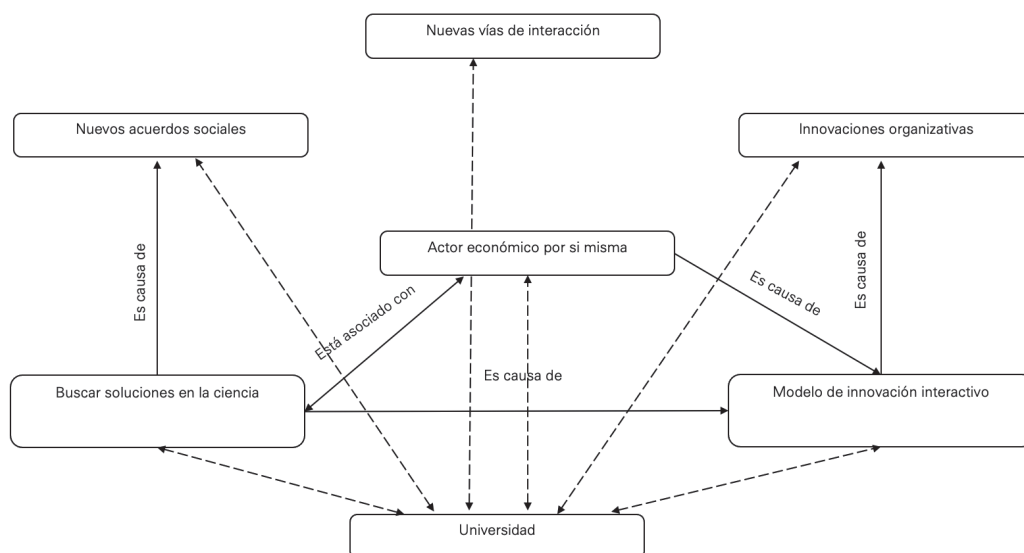 Nuevas vías de interacción
Nuevos acuerdos sociales
Innovaciones organizativas
Actor económico por si misma
Es causa de
Está asociado con
Es causa de
Es causa de
Es causa de
Buscar soluciones en la ciencia
Modelo de innovación interactivo
Universidad